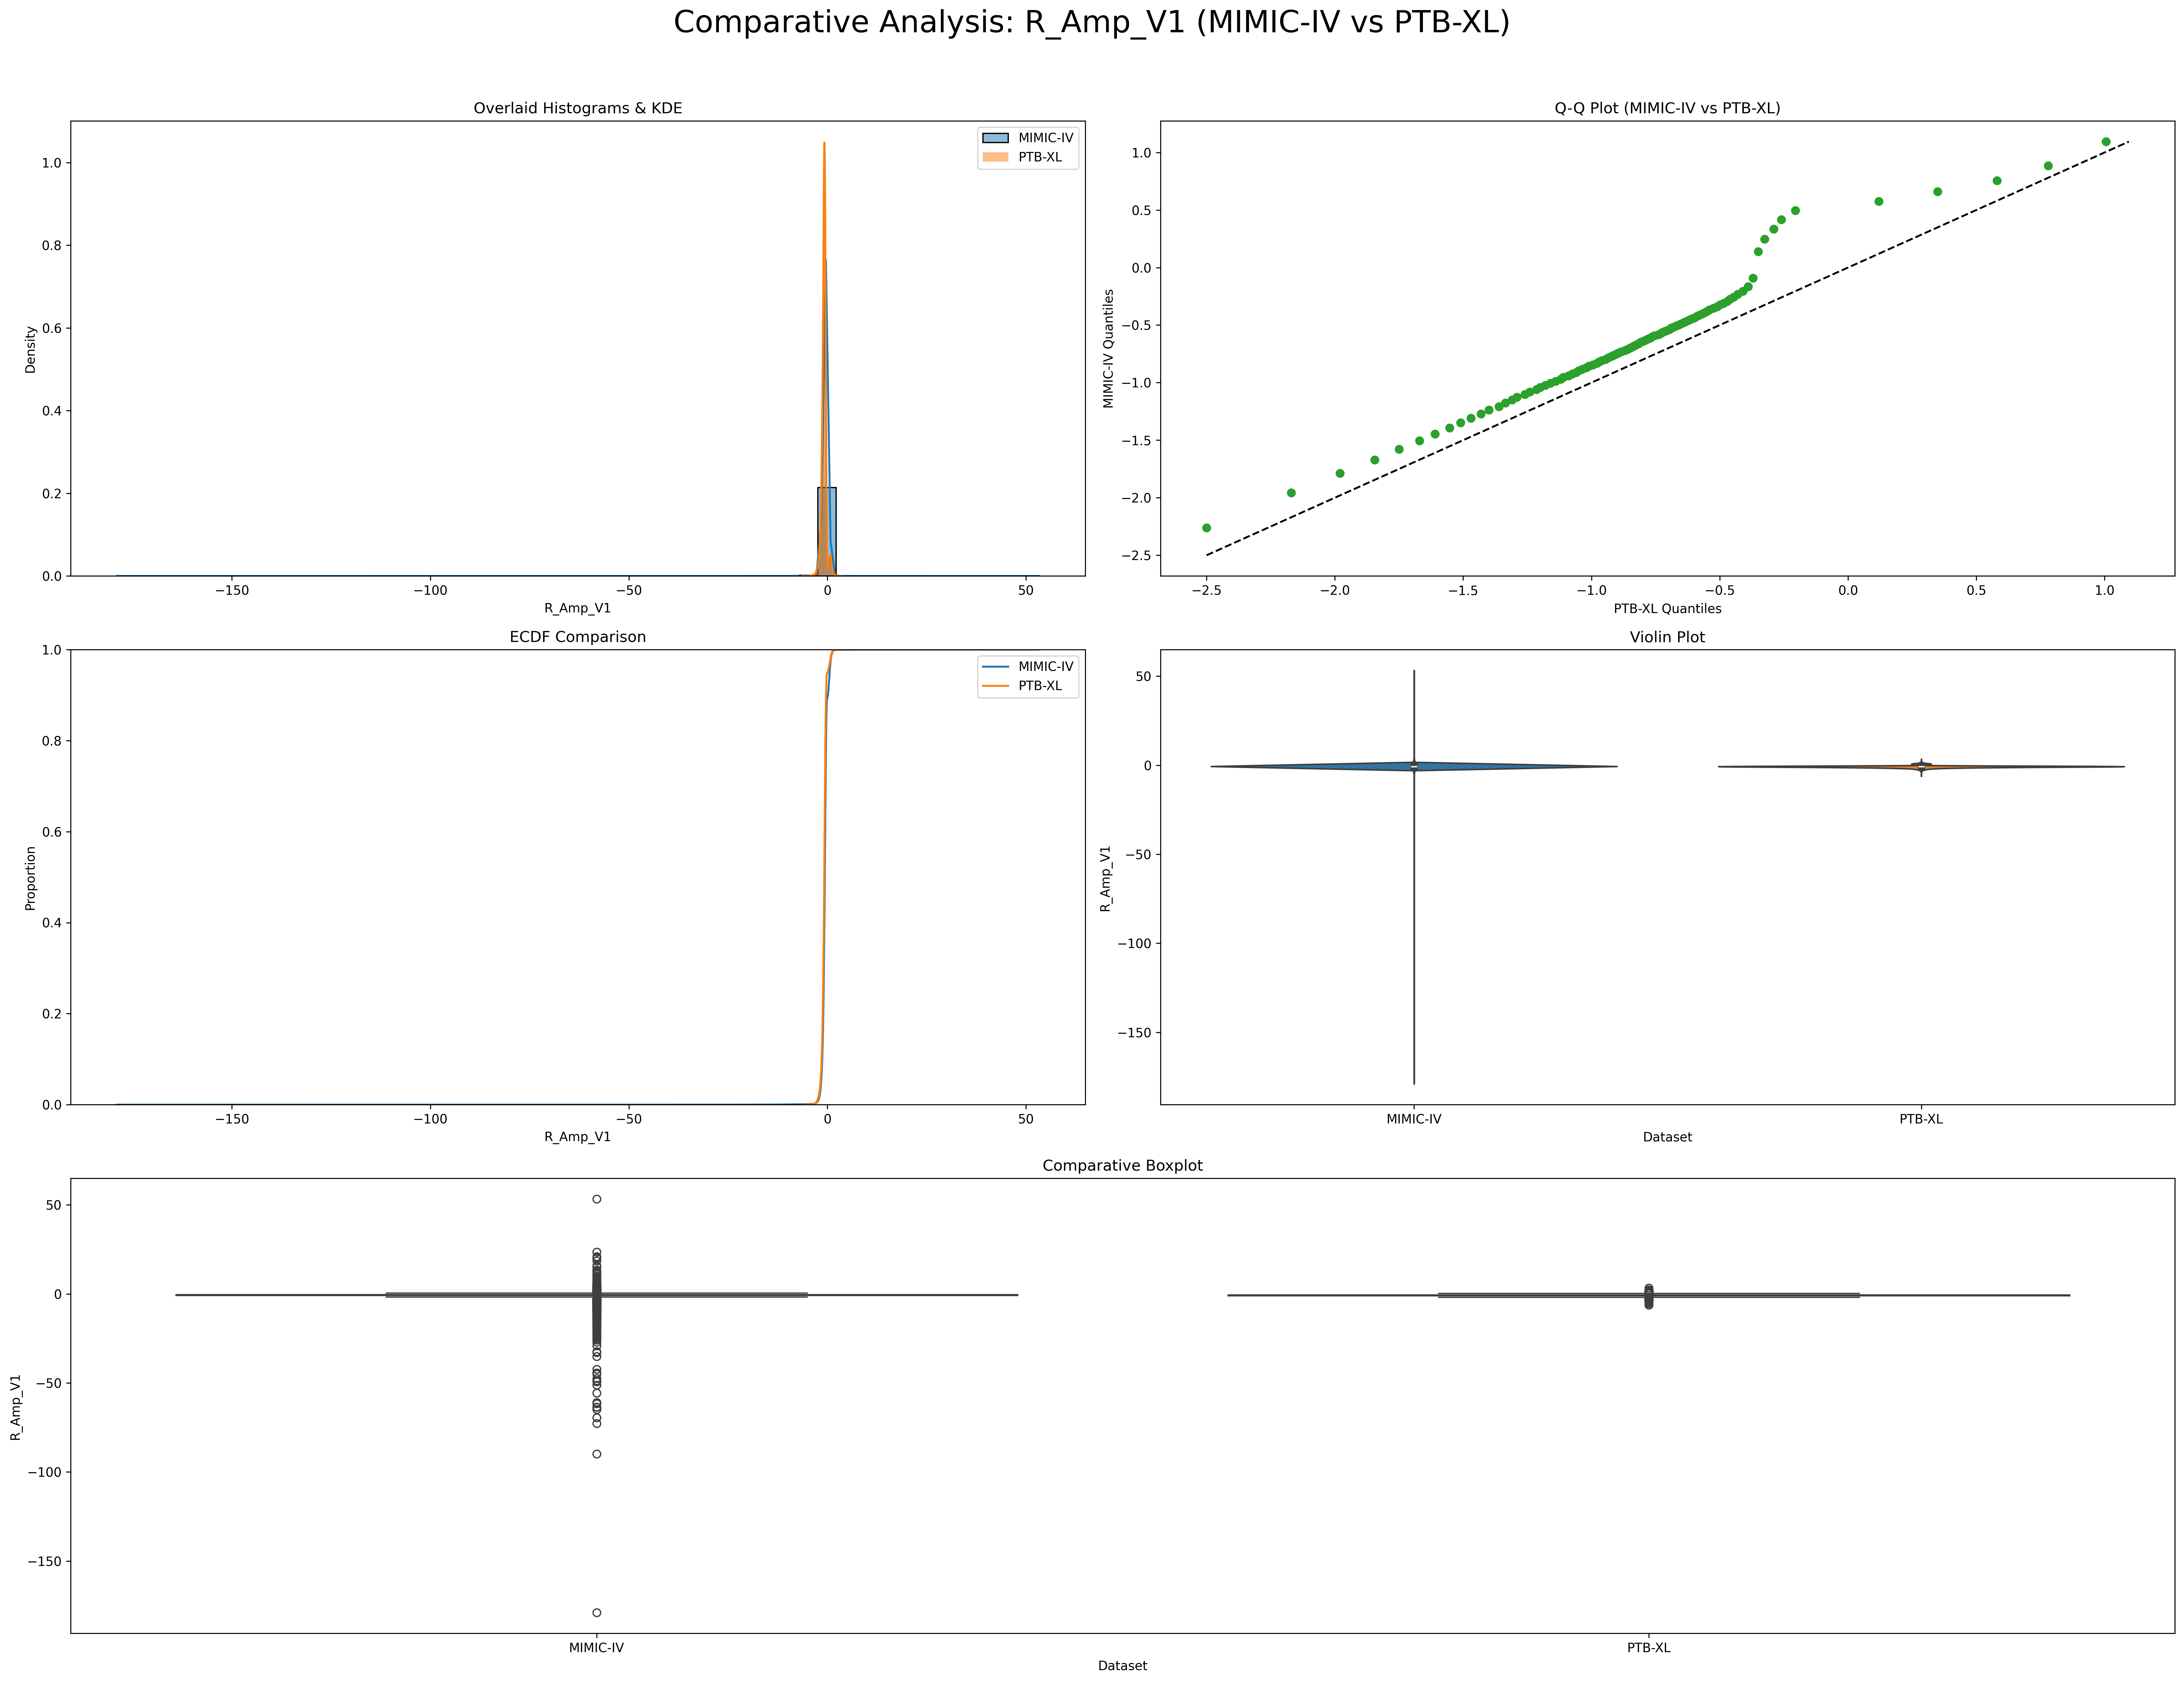 Comparative Analysis: R_Amp_V1 (MIMIC-IV vs PTB-XL)
Overlaid Histograms & KDE
MIMIC-IV
PTB-XL
1.0
0.8
0.6
0.4
0.2
0.0
Density
−150
−100
−50
0
50
R_Amp_V1
Q-Q Plot (MIMIC-IV vs PTB-XL)
1.0
0.5
0.0
−0.5
−1.0
−1.5
−2.0
−2.5
MIMIC-IV Quantiles
−2.5
−2.0
−1.5
−1.0
−0.5
0.0
0.5
1.0
PTB-XL Quantiles
ECDF Comparison
MIMIC-IV
PTB-XL
1.0
0.8
0.6
0.4
0.2
0.0
Proportion
−150
−100
−50
0
50
R_Amp_V1
Violin Plot
50
0
−50
−100
−150
R_Amp_V1
MIMIC-IV
PTB-XL
Dataset
Comparative Boxplot
50
0
−50
−100
−150
R_Amp_V1
MIMIC-IV
PTB-XL
Dataset